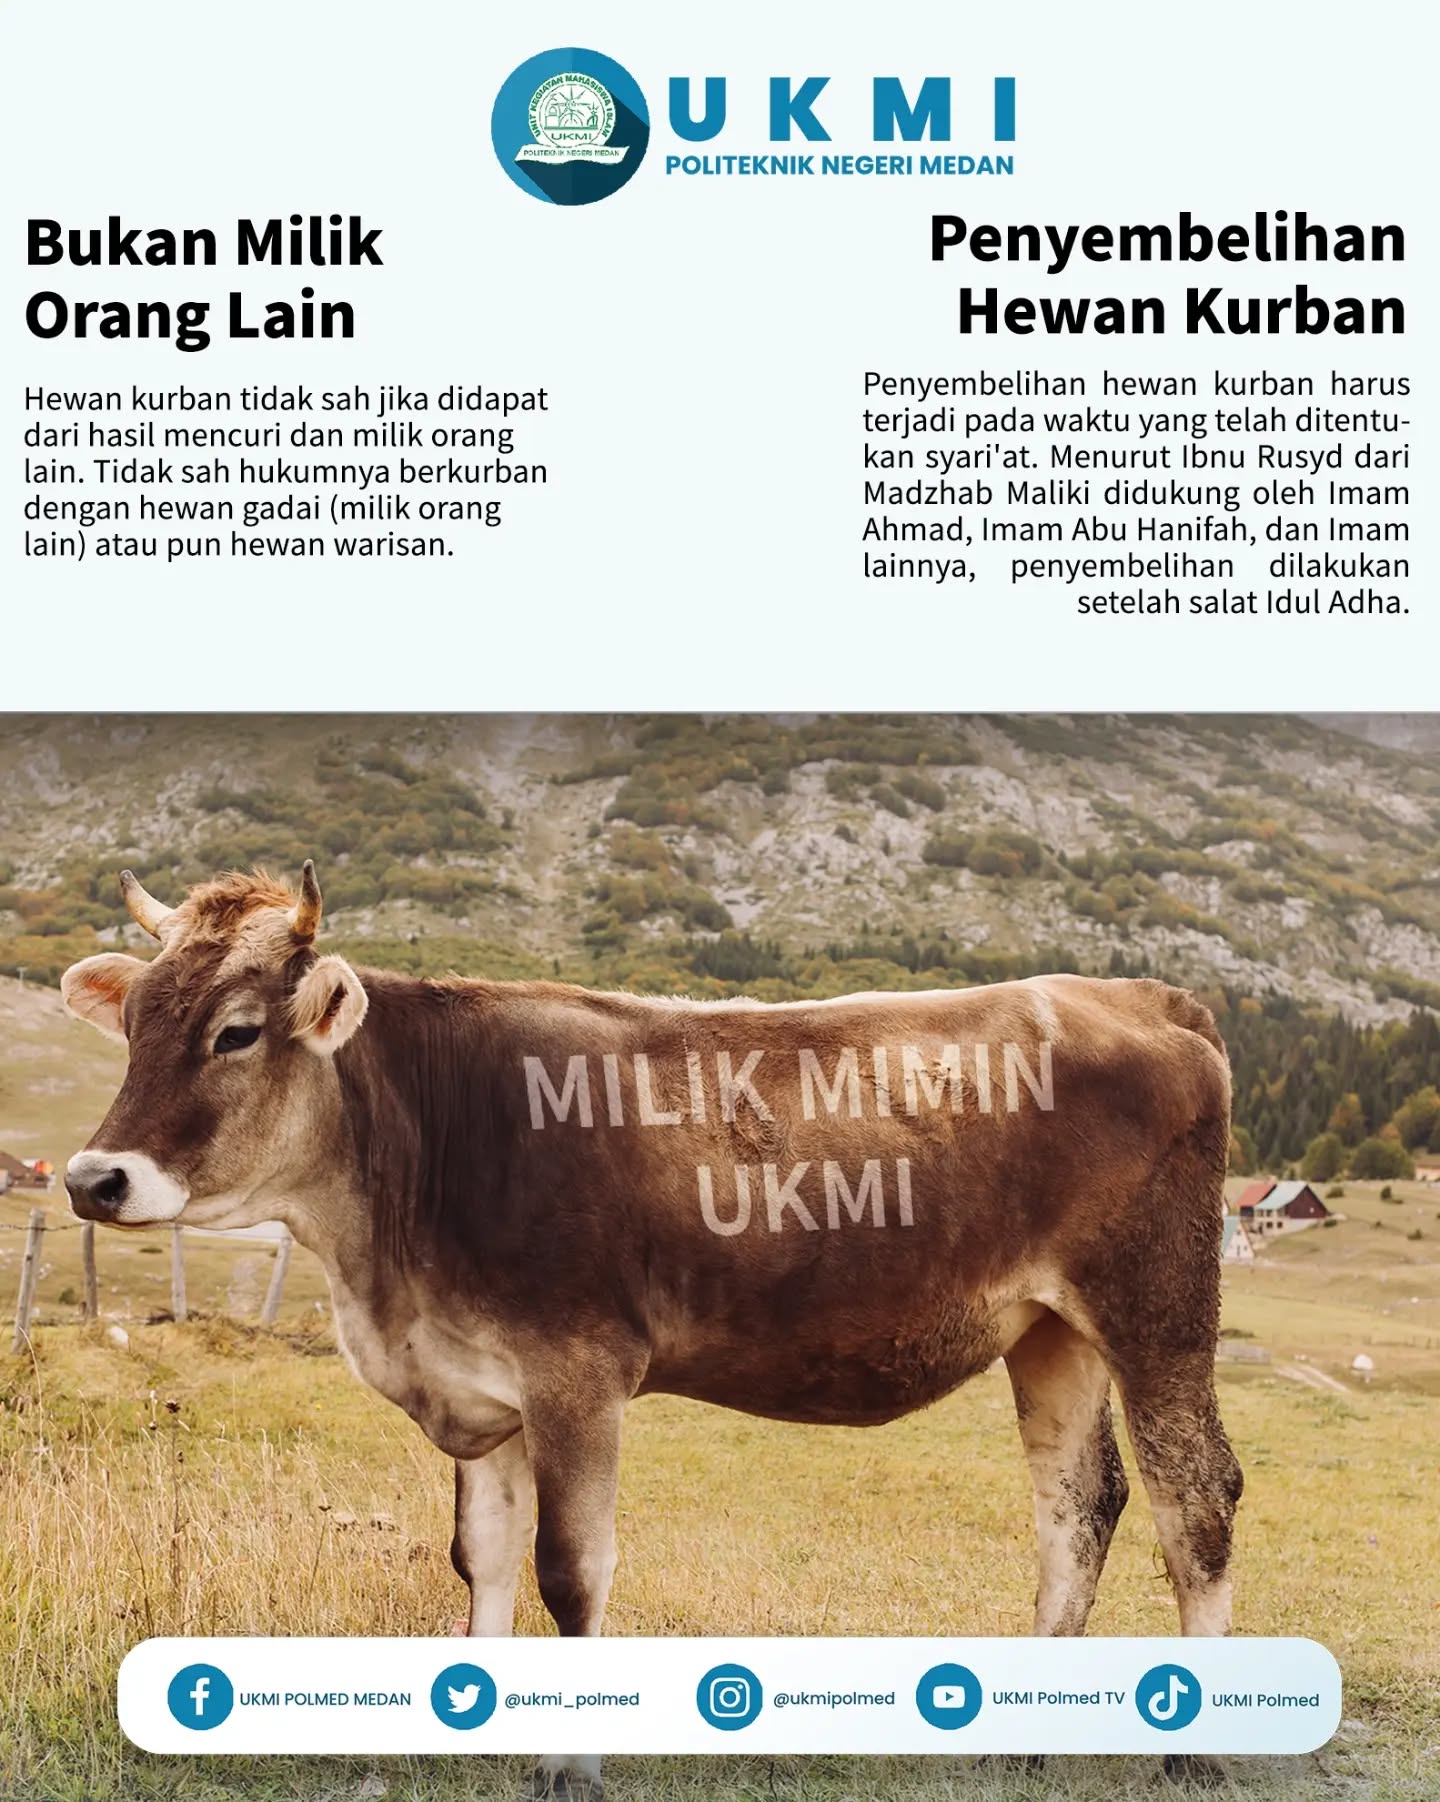 UNIT KEGIATAN MAHASISWA ISLAM
UKMI
POLITEKNIK NEGERI MEDAN
UKMI
POLITEKNIK NEGERI MEDAN
Bukan Milik
Orang Lain
Hewan kurban tidak sah jika didapat
dari hasil mencuri dan milik orang
lain. Tidak sah hukumnya berkurban
dengan hewan gadai (milik orang
lain) atau pun hewan warisan.
Penyembelihan
Hewan Kurban
Penyembelihan hewan kurban harus
terjadi pada waktu yang telah ditentu-
kan syari'at. Menurut Ibnu Rusyd dari
Madzhab Maliki didukung oleh Imam
Ahmad, Imam Abu Hanifah, dan Imam
lainnya, penyembelihan dilakukan
setelah salat Idul Adha.
MILIK MIMIN
UKMI
UKMI POLMED MEDAN
@ukmi_polmed
@ukmipolmed
UKMI Polmed TV
UKMI Polmed